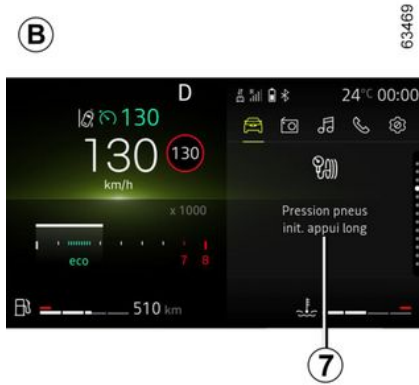 B
63469
D
24°C 00:00
130
130
130
km/h
x 1000
Pression pneus
init. appui long
eco
7 8
510 km
7